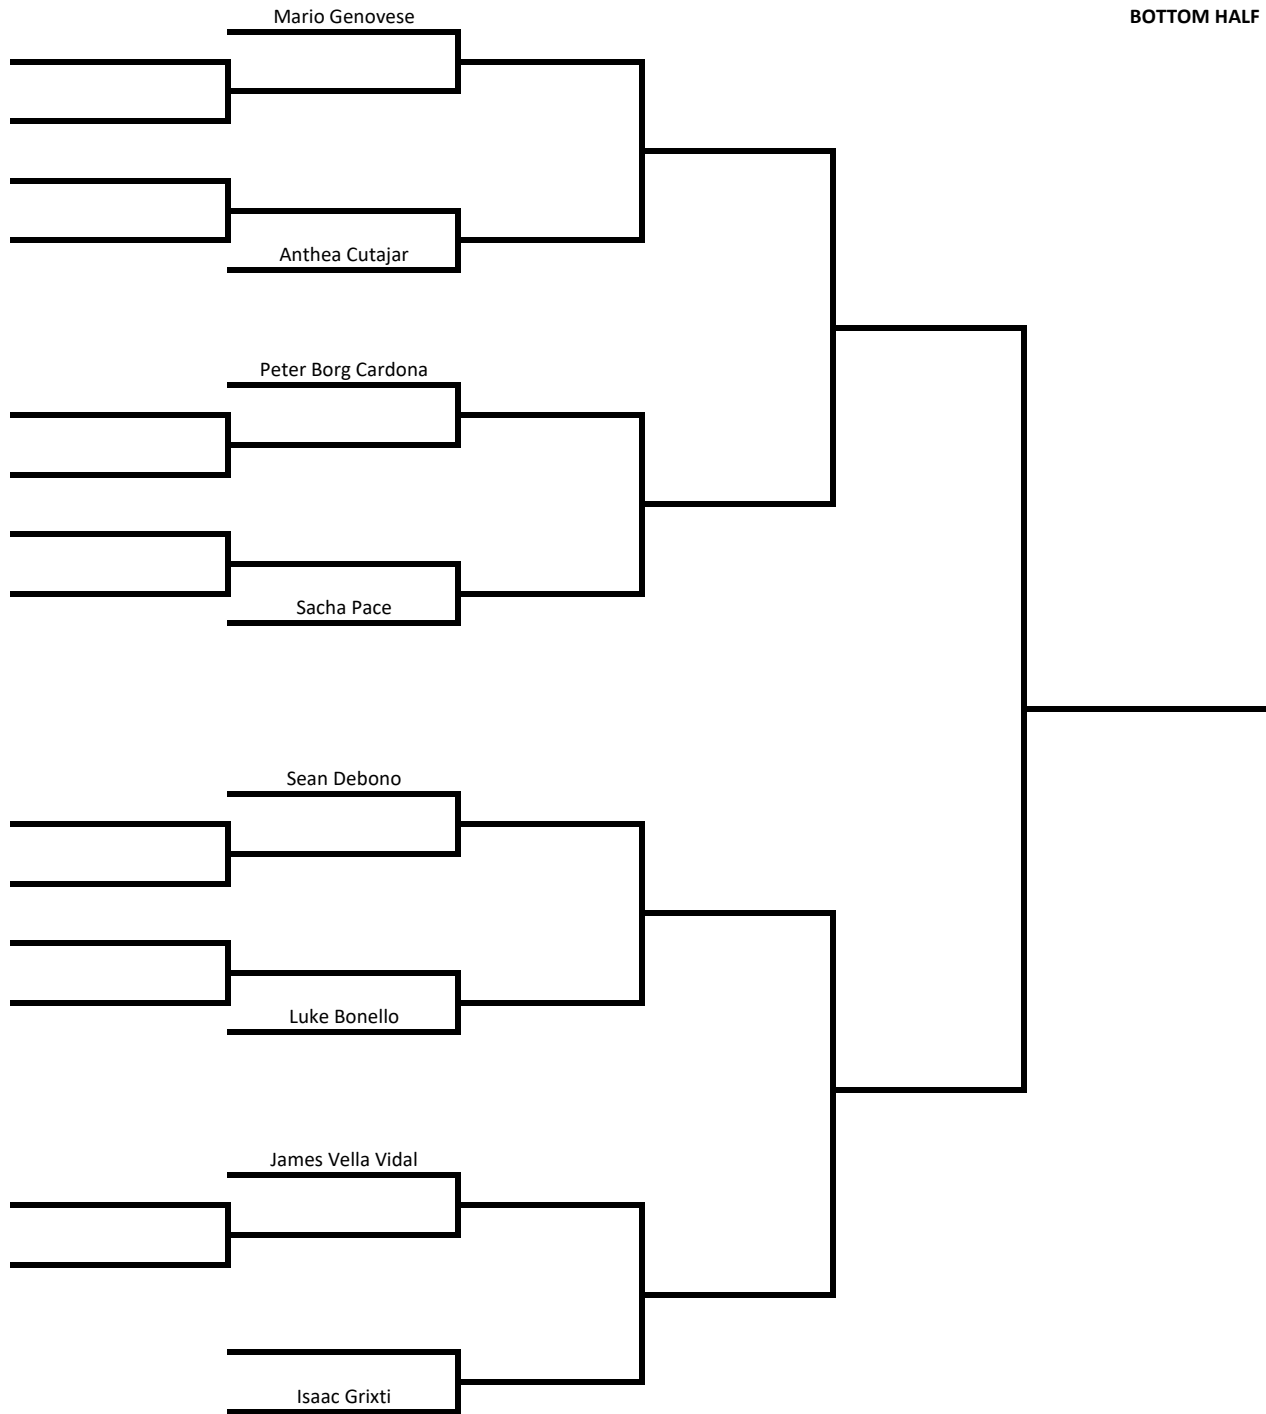 Mario Genovese
BOTTOM HALF
Anthea Cutajar
Peter Borg Cardona
Sacha Pace
Sean Debono
Luke Bonello
James Vella Vidal
Isaac Grixti